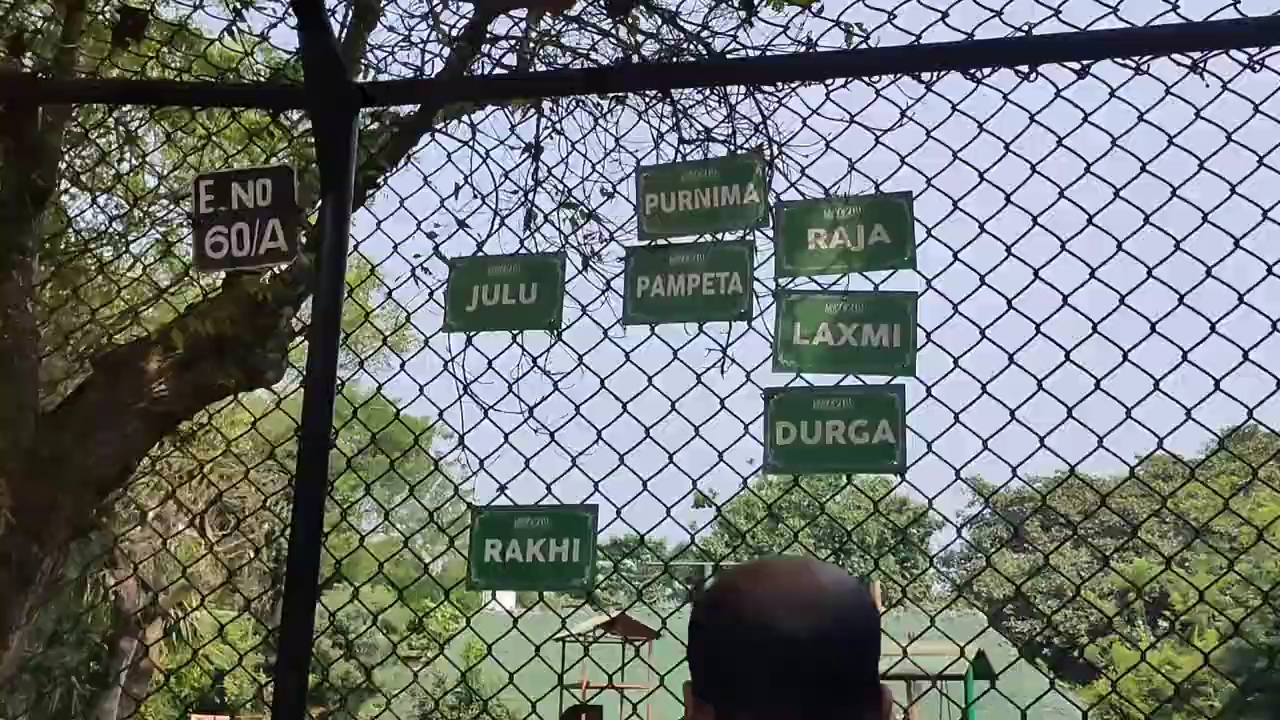 E. NO
60/A
PURNIMA
RAJA
JULU
PAMPETA
LAXMI
DURGA
RAKHI